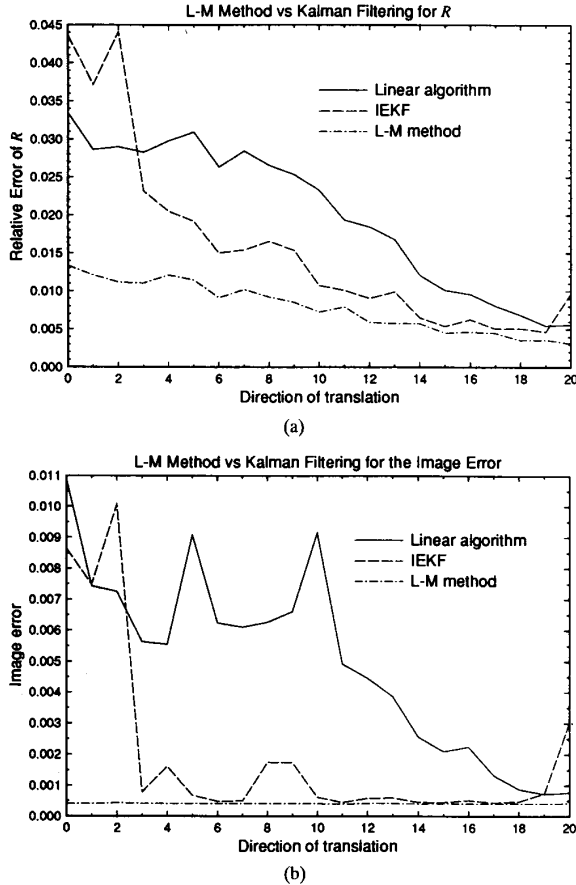 L-M Method vs Kalman Filtering for R
Relative Error of R
0.045
0.040
0.035
0.030
0.025
0.020
0.015
0.010
0.005
0.000
Linear algorithm
IEKF
L-M method
0 2 4 6 8 10 12 14 16 18 20
Direction of translation
(a)
L-M Method vs Kalman Filtering for the Image Error
Image error
0.011
0.010
0.009
0.008
0.007
0.006
0.005
0.004
0.003
0.002
0.001
0.000
Linear algorithm
IEKF
L-M method
0 2 4 6 8 10 12 14 16 18 20
Direction of translation
(b)